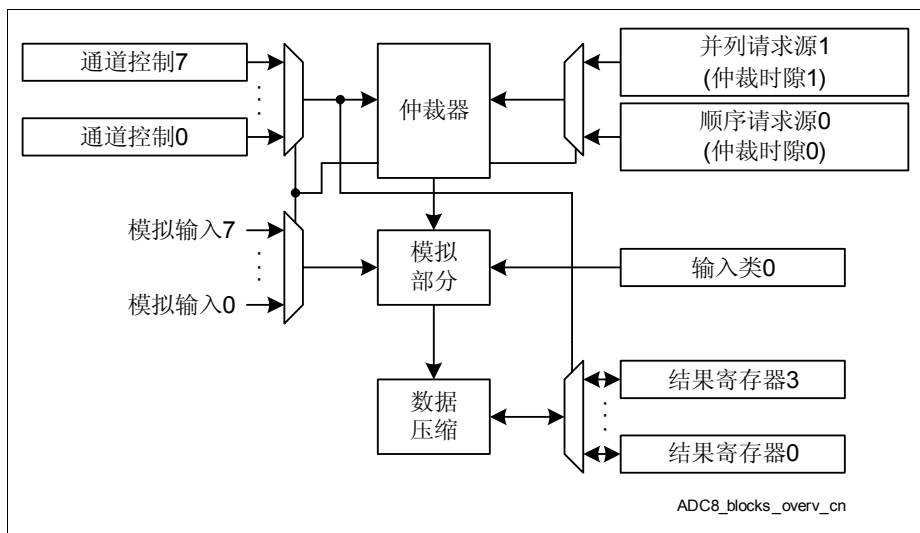 通道控制7
通道控制0
仲裁器
并列请求源1
(仲裁时隙1)
顺序请求源0
(仲裁时隙0)
模拟输入7
模拟输入0
模拟
部分
输入类0
数据
压缩
结果寄存器3
结果寄存器0
ADC8_blocks_overv_cn